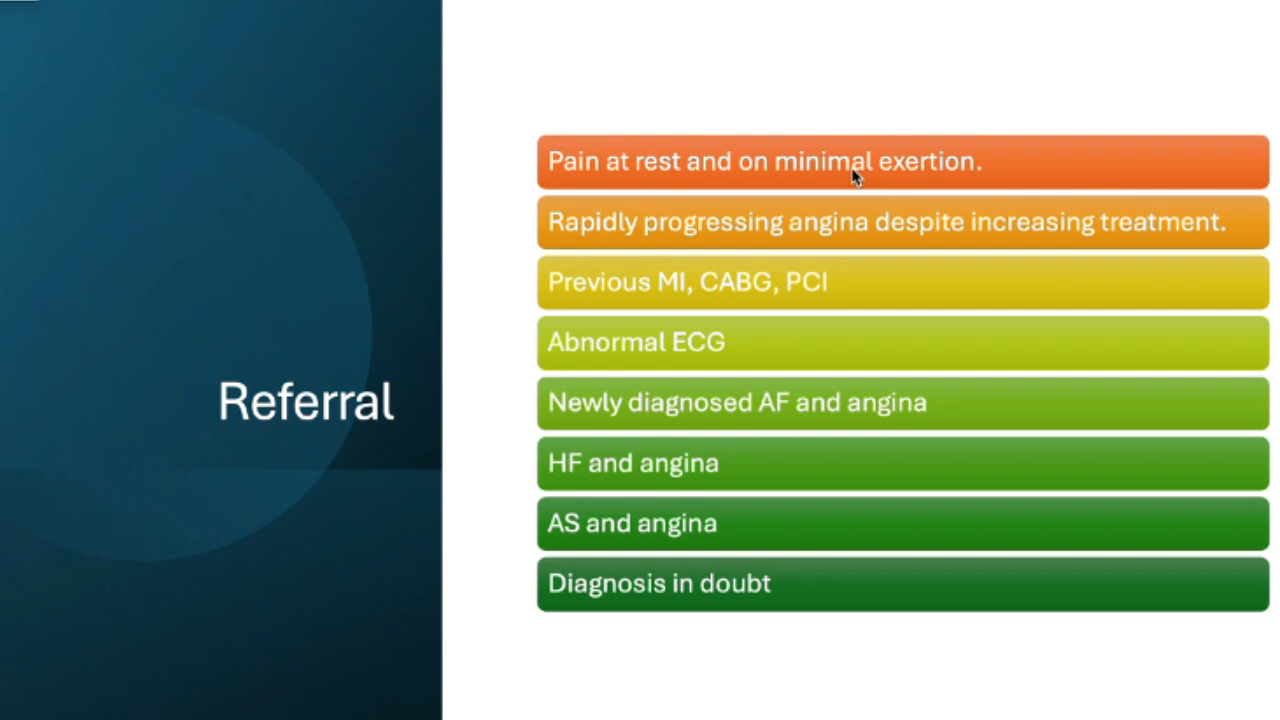 Referral
Pain at rest and on minimal exertion.
Rapidly progressing angina despite increasing treatment.
Previous MI, CABG, PCI
Abnormal ECG
Newly diagnosed AF and angina
HF and angina
AS and angina
Diagnosis in doubt